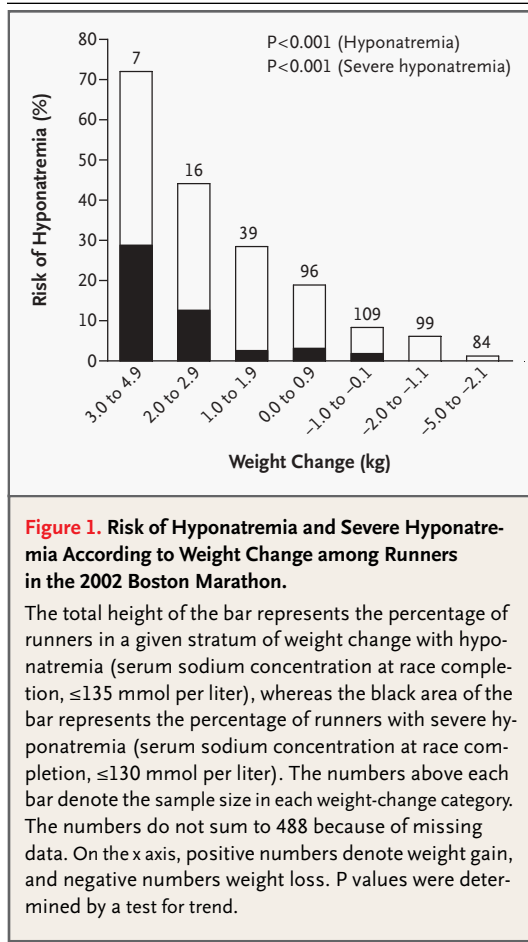 80
70
60
50
40
30
20
10
0
Risk of Hyponatremia (%)
P<0.001 (Hyponatremia)
P<0.001 (Severe hyponatremia)
7
16
39
96
109
99
84
3.0 to 4.9
2.0 to 2.9
1.0 to 1.9
0.0 to 0.9
–1.0 to –0.1
–2.0 to –1.1
–5.0 to –2.1
Weight Change (kg)
Figure 1. Risk of Hyponatremia and Severe Hyponatre-
mia According to Weight Change among Runners
in the 2002 Boston Marathon.
The total height of the bar represents the percentage of
runners in a given stratum of weight change with hypo-
natremia (serum sodium concentration at race comple-
tion, ≤135 mmol per liter), whereas the black area of the
bar represents the percentage of runners with severe hy-
ponatremia (serum sodium concentration at race com-
pletion, ≤130 mmol per liter). The numbers above each
bar denote the sample size in each weight-change category.
The numbers do not sum to 488 because of missing
data. On the x axis, positive numbers denote weight gain,
and negative numbers weight loss. P values were deter-
mined by a test for trend.